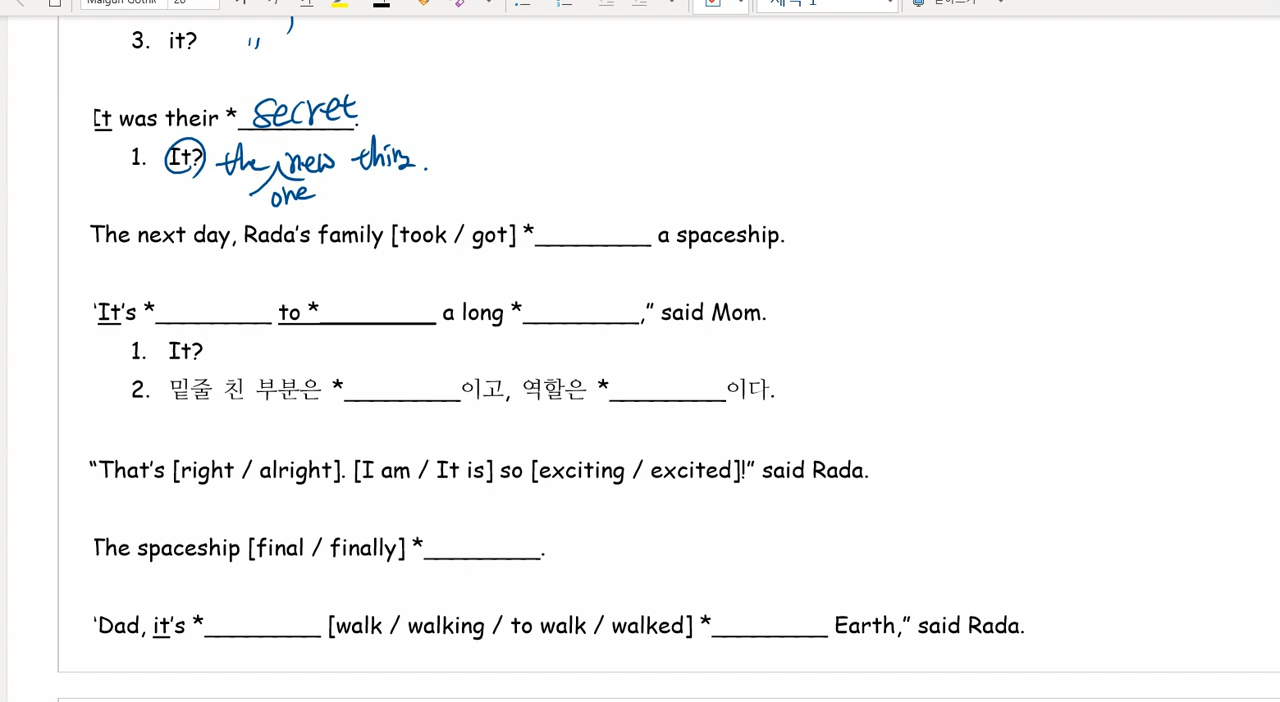 Malgun Gothic 20
3. it? "
It was their * secret.
1. It? the new thing.
one
The next day, Rada's family [took / got] *_________ a spaceship.
'It's *_________ to *_________ a long *_________," said Mom.
1. It?
2. 밑줄 친 부분은 *_________이고, 역할은 *_________이다.
"That's [right / alright]. [I am / It is] so [exciting / excited]!" said Rada.
The spaceship [final / finally] *_________.
'Dad, it's *_________ [walk / walking / to walk / walked] *_________ Earth," said Rada.